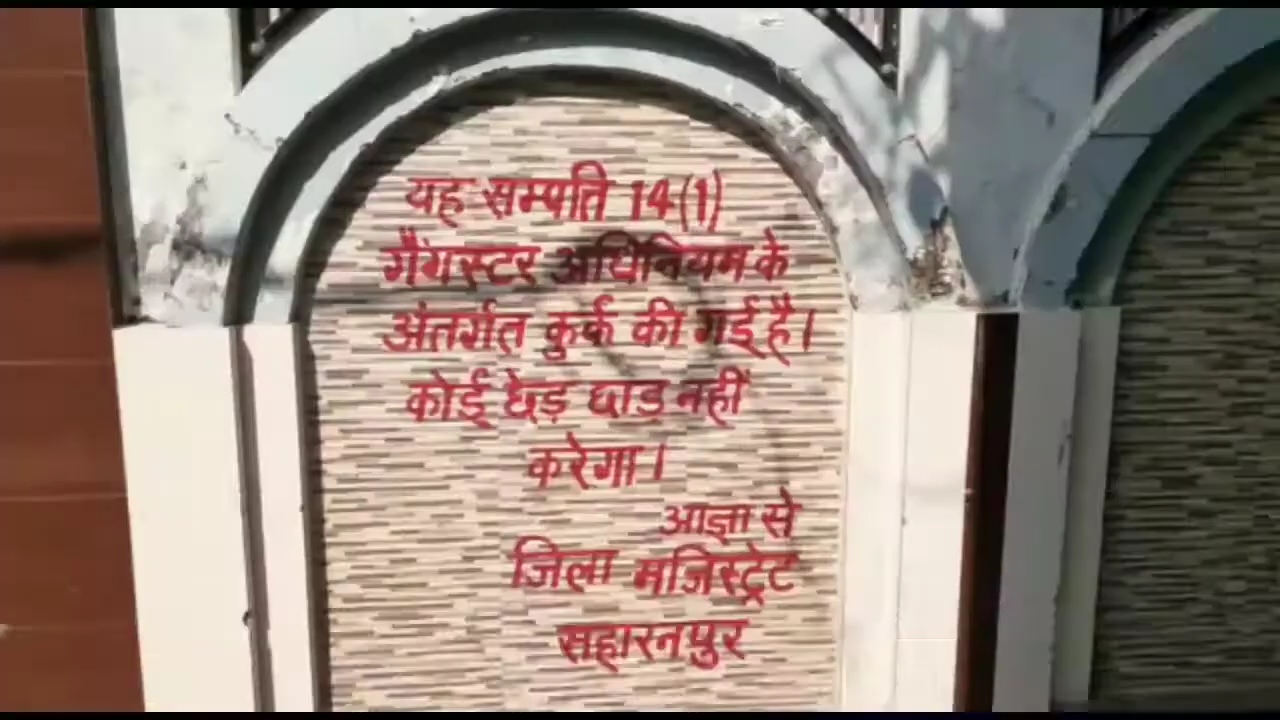 यह सम्पति 14(1)
गैंगस्टर अधिनियम के
अंतर्गत कुर्क की गई है।
कोई छेड़ छाड़ नहीं
करेगा।
आज्ञा से
जिला मजिस्ट्रेट
सहारनपुर